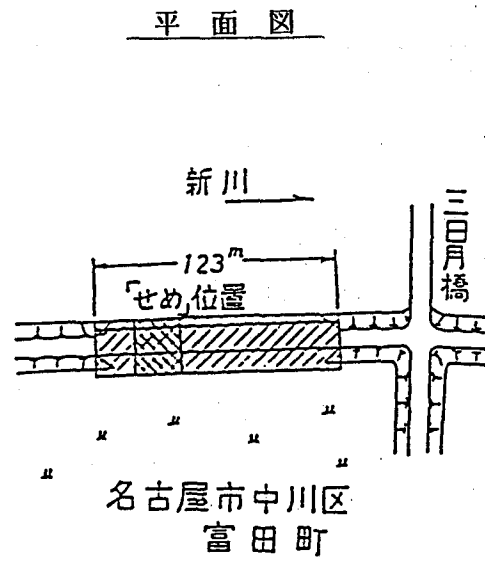 平面図
新川
三日月橋
123m
「せめ」位置
名古屋市中川区
富田町